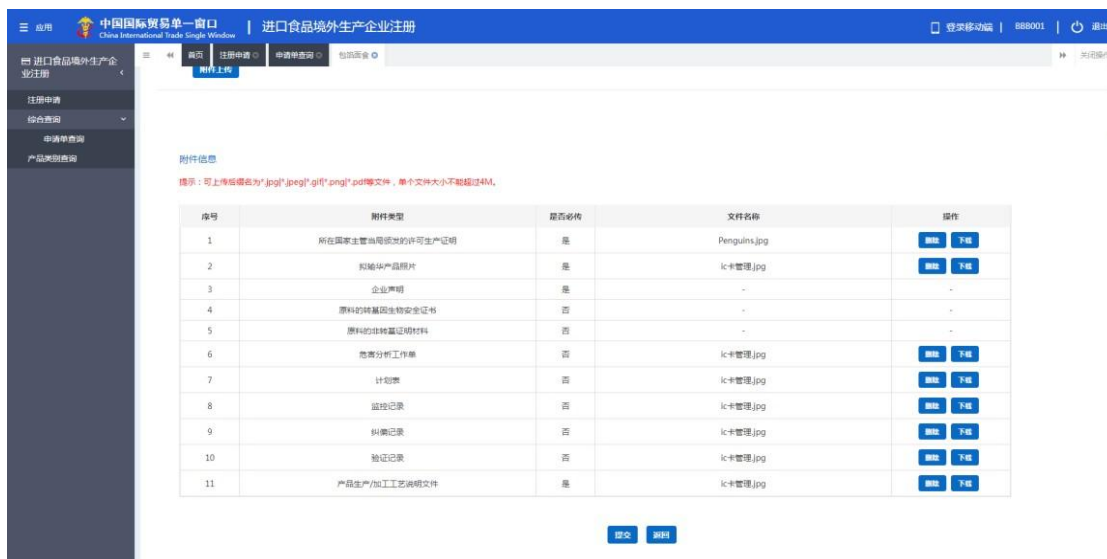 应用 中国国际贸易单一窗口 | 进口食品境外生产企业注册 登录移动端 | 888001 | 退出
China International Trade Single Window
进口食品境外生产企业注册
首页 注册申请 申请单查询 包馅面食 关闭操作
附件上传
注册申请
综合查询
申请单查询
产品类别查询
附件信息
提示：可上传后缀名为*.jpg|*.jpeg|*.gif|*.png|*.pdf等文件，单个文件大小不能超过4M。
序号 附件类型 是否必传 文件名称 操作
1 所在国家主管当局颁发的许可生产证明 是 Penguins.jpg 删除 下载
2 拟输华产品照片 是 ic卡管理.jpg 删除 下载
3 企业声明 是 - -
4 原料的转基因生物安全证书 否 - -
5 原料的非转基证明材料 否 - -
6 危害分析工作单 否 ic卡管理.jpg 删除 下载
7 计划表 否 ic卡管理.jpg 删除 下载
8 监控记录 否 ic卡管理.jpg 删除 下载
9 纠偏记录 否 ic卡管理.jpg 删除 下载
10 验证记录 否 ic卡管理.jpg 删除 下载
11 产品生产/加工工艺说明文件 是 ic卡管理.jpg 删除 下载
提交 返回